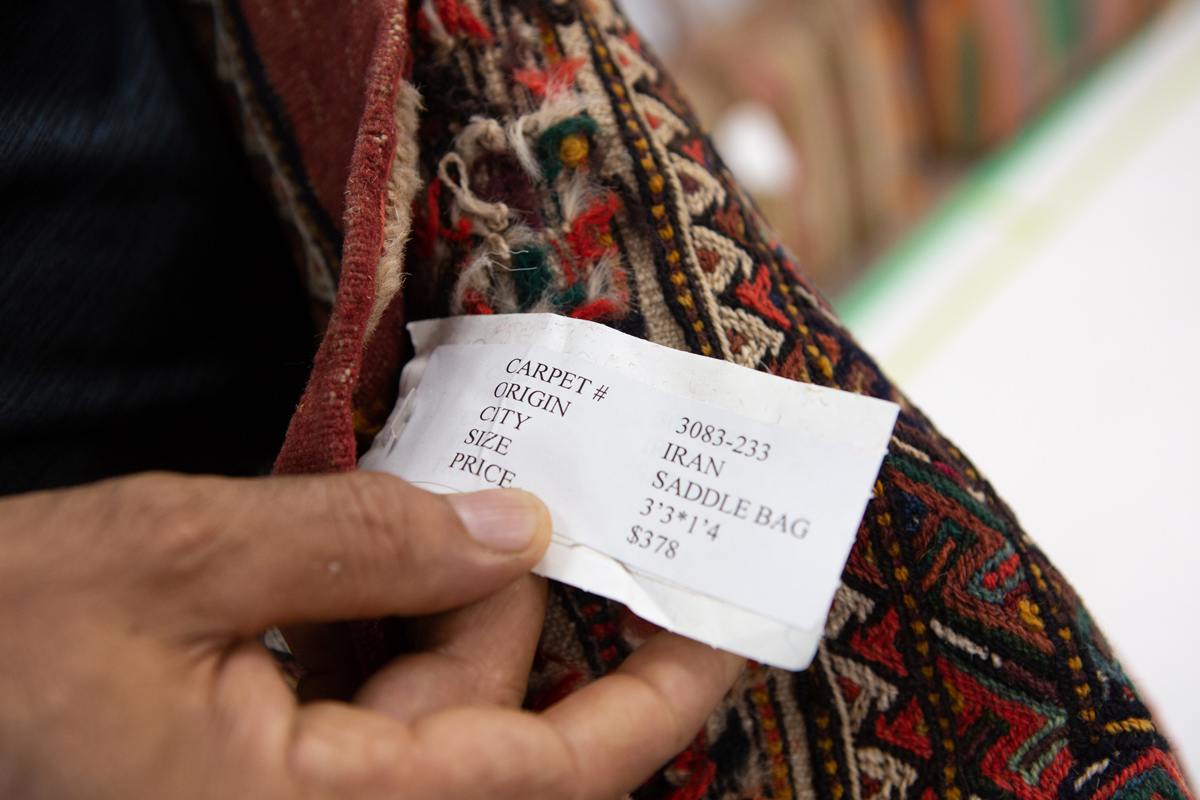 CARPET # 3083-233
ORIGIN IRAN
CITY SADDLE BAG
SIZE 3'3*1'4
PRICE $378